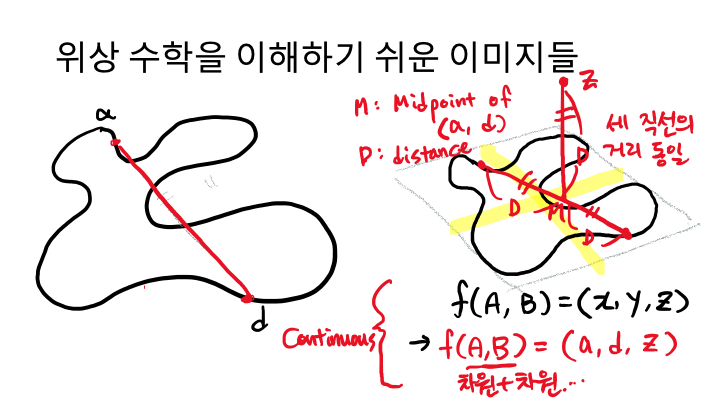 위상 수학을 이해하기 쉬운 이미지들
a
d
M: Midpoint of
(a, d)
D: distance
Z
세 직선의
거리 동일
D
D
M
D
f(A, B) = (x, y, z)
Continuous
→ f(A,B) = (a, d, z)
차원+차원...